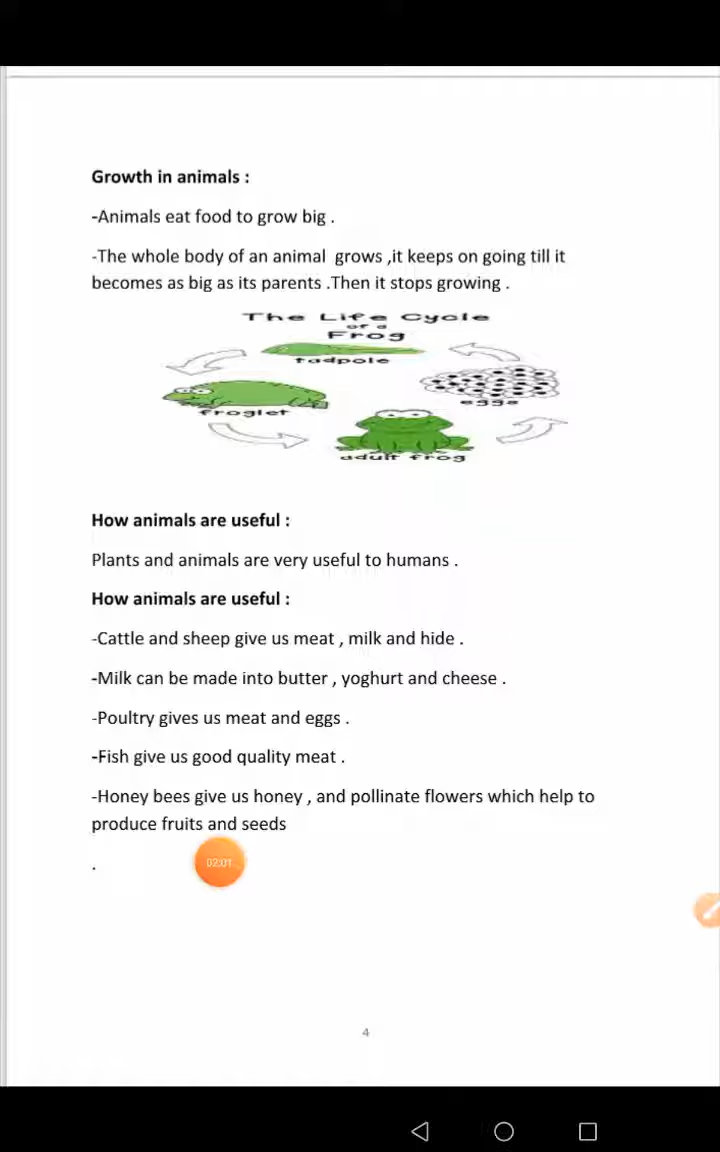 Growth in animals :
-Animals eat food to grow big .
-The whole body of an animal grows ,it keeps on going till it
becomes as big as its parents .Then it stops growing .
The Life Cycle
of a
Frog
tadpole
eggs
froglet
adult frog
How animals are useful :
Plants and animals are very useful to humans .
How animals are useful :
-Cattle and sheep give us meat , milk and hide .
-Milk can be made into butter , yoghurt and cheese .
-Poultry gives us meat and eggs .
-Fish give us good quality meat .
-Honey bees give us honey , and pollinate flowers which help to
produce fruits and seeds
.
02:01
4